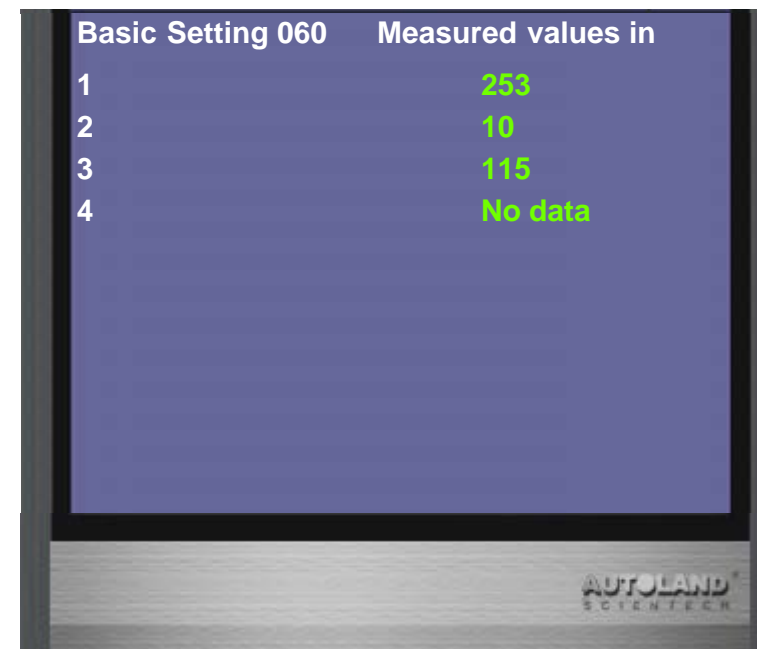 Basic Setting 060 Measured values in
1 253
2 10
3 115
4 No data
AUTOLAND
SCIENTECH